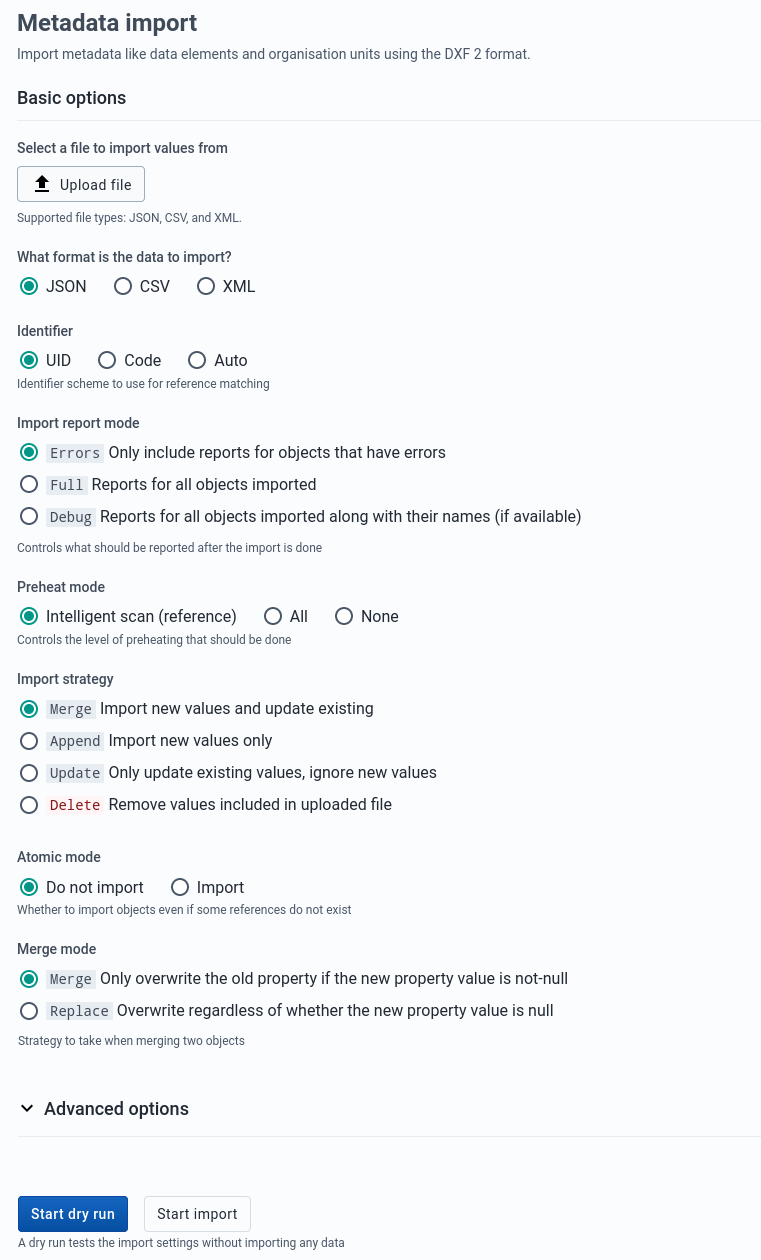 Metadata import
Import metadata like data elements and organisation units using the DXF 2 format.
Basic options
Select a file to import values from
Upload file
Supported file types: JSON, CSV, and XML.
What format is the data to import?
JSON CSV XML
Identifier
UID Code Auto
Identifier scheme to use for reference matching
Import report mode
Errors Only include reports for objects that have errors
Full Reports for all objects imported
Debug Reports for all objects imported along with their names (if available)
Controls what should be reported after the import is done
Preheat mode
Intelligent scan (reference) All None
Controls the level of preheating that should be done
Import strategy
Merge Import new values and update existing
Append Import new values only
Update Only update existing values, ignore new values
Delete Remove values included in uploaded file
Atomic mode
Do not import Import
Whether to import objects even if some references do not exist
Merge mode
Merge Only overwrite the old property if the new property value is not-null
Replace Overwrite regardless of whether the new property value is null
Strategy to take when merging two objects
Advanced options
Start dry run Start import
A dry run tests the import settings without importing any data